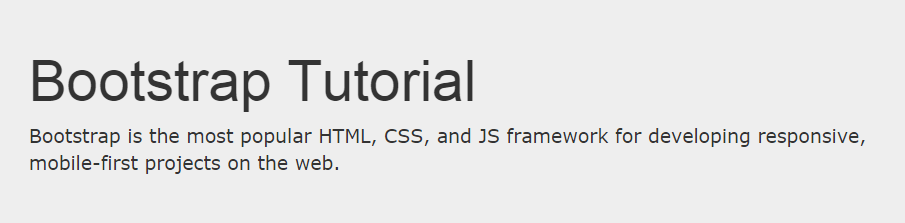 Bootstrap Tutorial
Bootstrap is the most popular HTML, CSS, and JS framework for developing responsive,
mobile-first projects on the web.